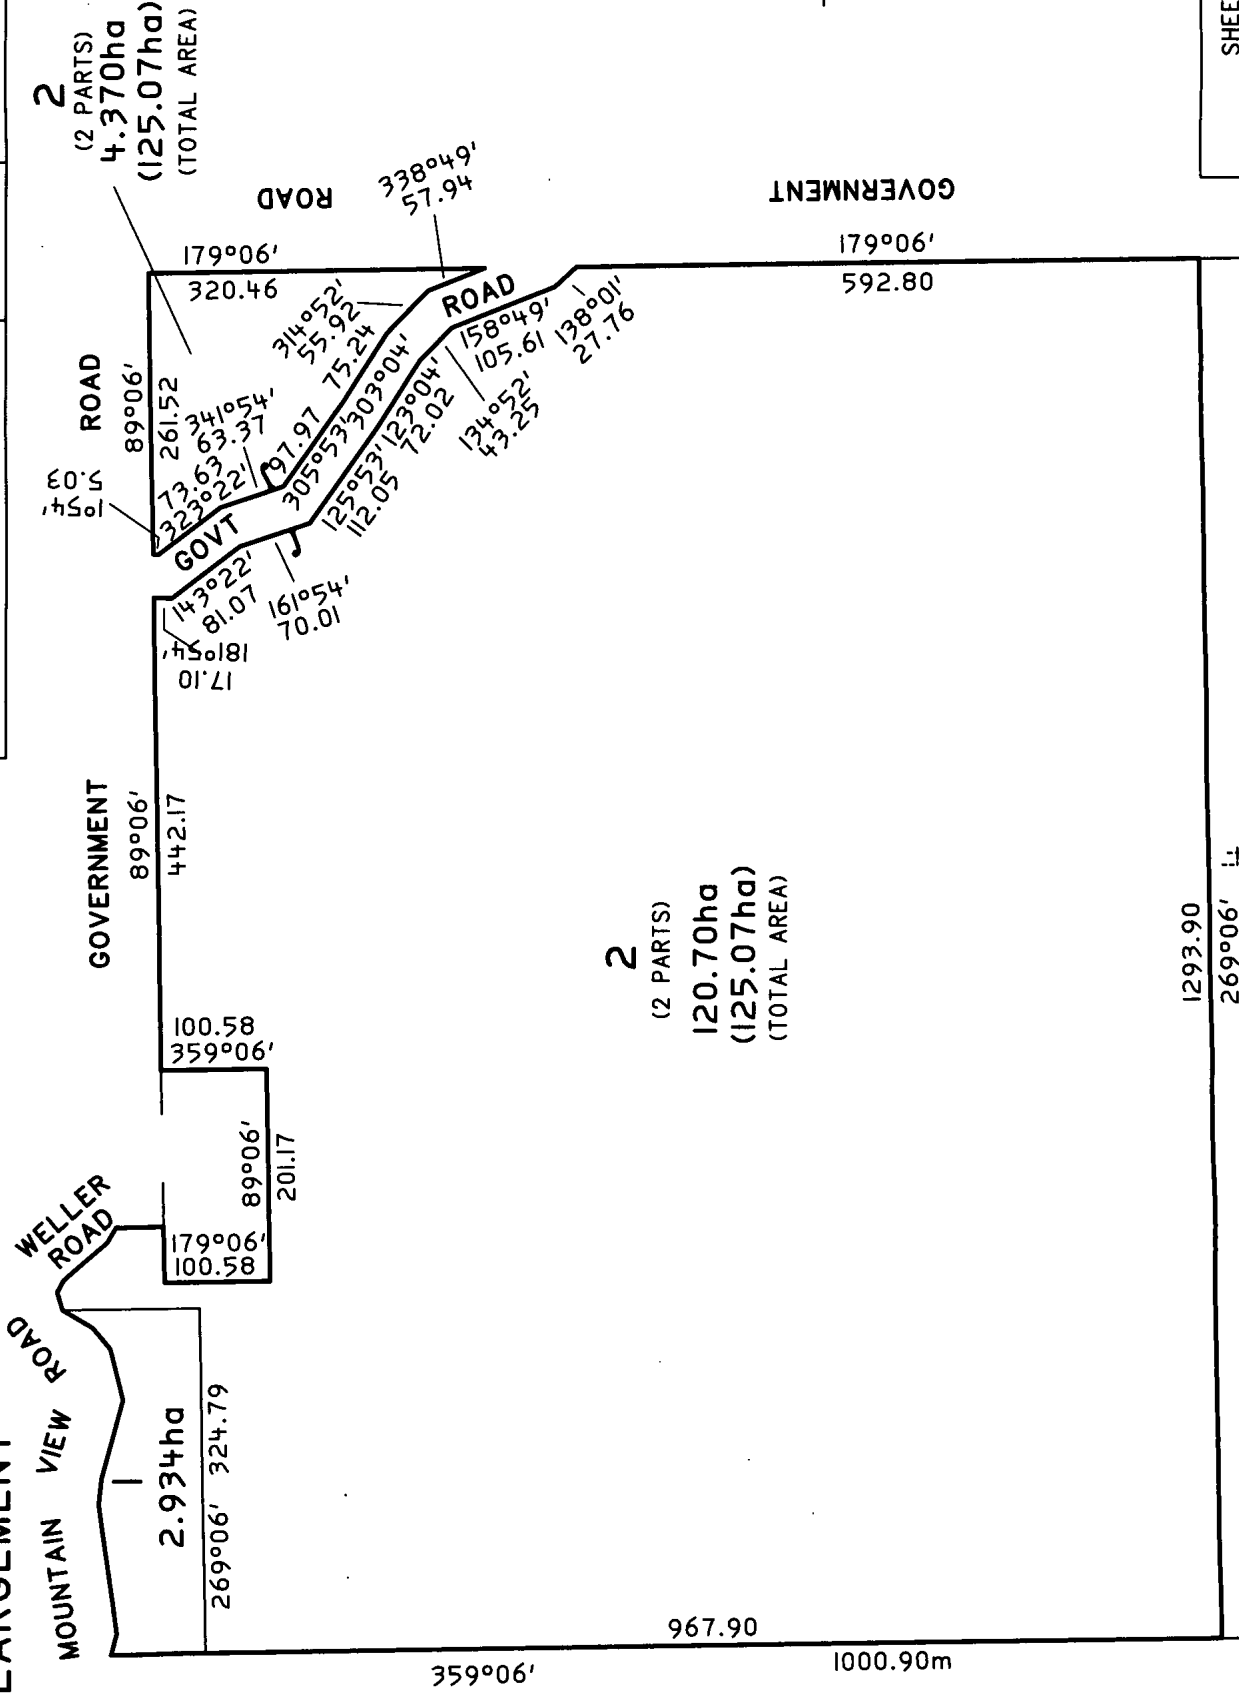 LARGEMENT
2
(2 PARTS)
4.370ha
(125.07ha)
(TOTAL AREA)
MOUNTAIN VIEW ROAD
WELLER
ROAD
GOVERNMENT
ROAD
89°06'
442.17
89°06'
261.52
1°54'
5.03
73.63
323°22'
341°54'
63.37
97.97
305°53'
75.24
303°04'
314°52'
55.92
338°49'
57.94
179°06'
320.46
ROAD
GOVT
ROAD
181°54'
17.10
143°22'
81.07
161°54'
70.01
125°53'
112.05
123°04'
72.02
134°52'
43.25
158°49'
105.61
138°01'
27.76
GOVERNMENT
179°06'
592.80
100.58
359°06'
89°06'
201.17
179°06'
100.58
1
2.934ha
269°06' 324.79
2
(2 PARTS)
120.70ha
(125.07ha)
(TOTAL AREA)
967.90
359°06'
1000.90m
1293.90
269°06'